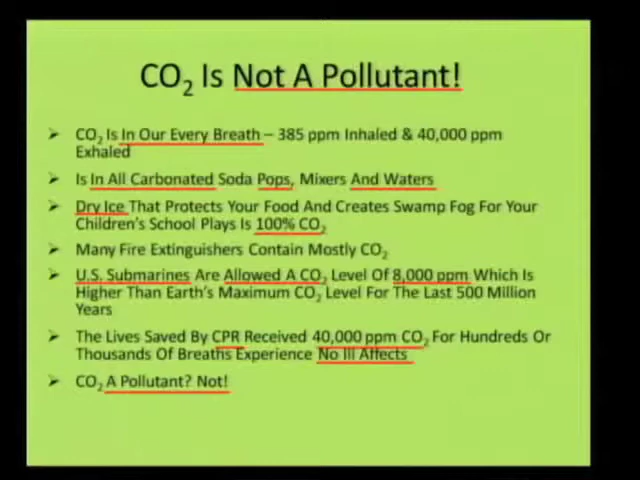 CO2 Is Not A Pollutant!
➤ CO2 Is In Our Every Breath – 385 ppm Inhaled & 40,000 ppm
Exhaled
➤ Is In All Carbonated Soda Pops, Mixers And Waters
➤ Dry Ice That Protects Your Food And Creates Swamp Fog For Your
Children's School Plays Is 100% CO2
➤ Many Fire Extinguishers Contain Mostly CO2
➤ U.S. Submarines Are Allowed A CO2 Level Of 8,000 ppm Which Is
Higher Than Earth's Maximum CO2 Level For The Last 500 Million
Years
➤ The Lives Saved By CPR Received 40,000 ppm CO2 For Hundreds Or
Thousands Of Breaths Experience No Ill Affects
➤ CO2 A Pollutant? Not!